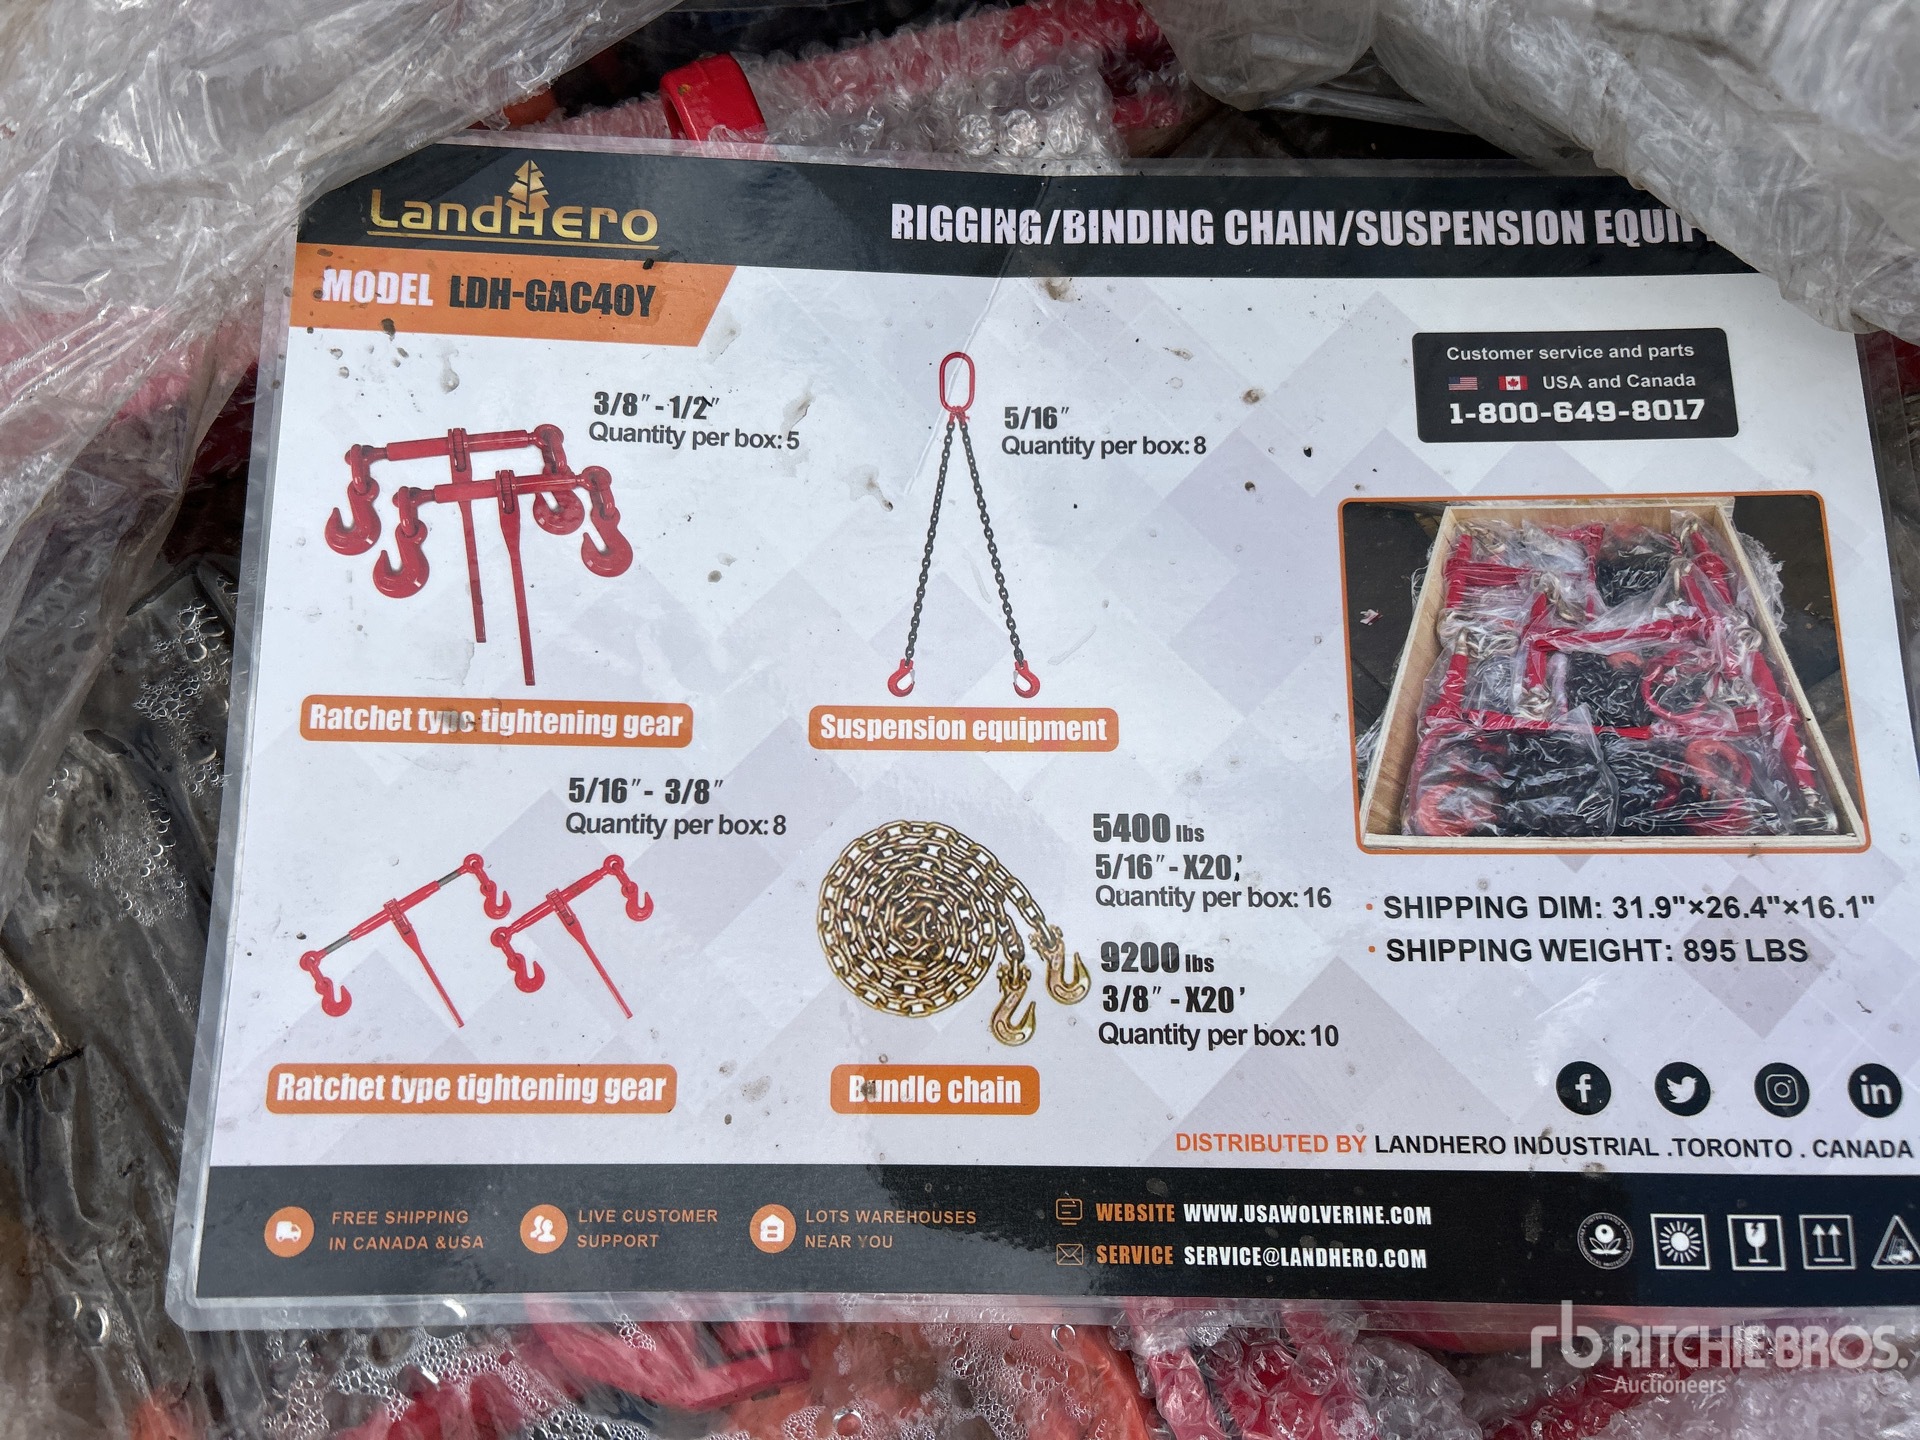 LandHero
RIGGING/BINDING CHAIN/SUSPENSION
MODEL LDH-GAC40Y
3/8" - 1/2"
Quantity per box: 5
Ratchet type tightening gear
5/16"
Quantity per box: 8
Suspension equipment
Customer service and parts
USA and Canada
1-800-649-8017
5/16" - 3/8"
Quantity per box: 8
Ratchet type tightening gear
5400 lbs
5/16" - X20'
Quantity per box: 16
9200 lbs
3/8" - X20'
Quantity per box: 10
Bundle chain
• SHIPPING DIM: 31.9"×26.4"×16.1"
• SHIPPING WEIGHT: 895 LBS
f
in
DISTRIBUTED BY LANDHERO INDUSTRIAL .TORONTO . CANADA
FREE SHIPPING
IN CANADA &USA
LIVE CUSTOMER
SUPPORT
LOTS WAREHOUSES
NEAR YOU
WEBSITE WWW.USAWOLVERINE.COM
SERVICE SERVICE@LANDHERO.COM
rb RITCHIE BROS.
Auctioneers